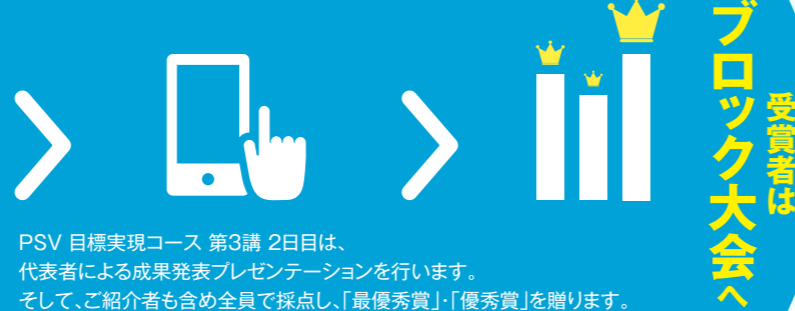 受賞者は
ブロック大会へ
PSV 目標実現コース 第3講 2日目は、
代表者による成果発表プレゼンテーションを行います。
そして、ご紹介者も含め全員で採点し、「最優秀賞」・「優秀賞」を贈ります。